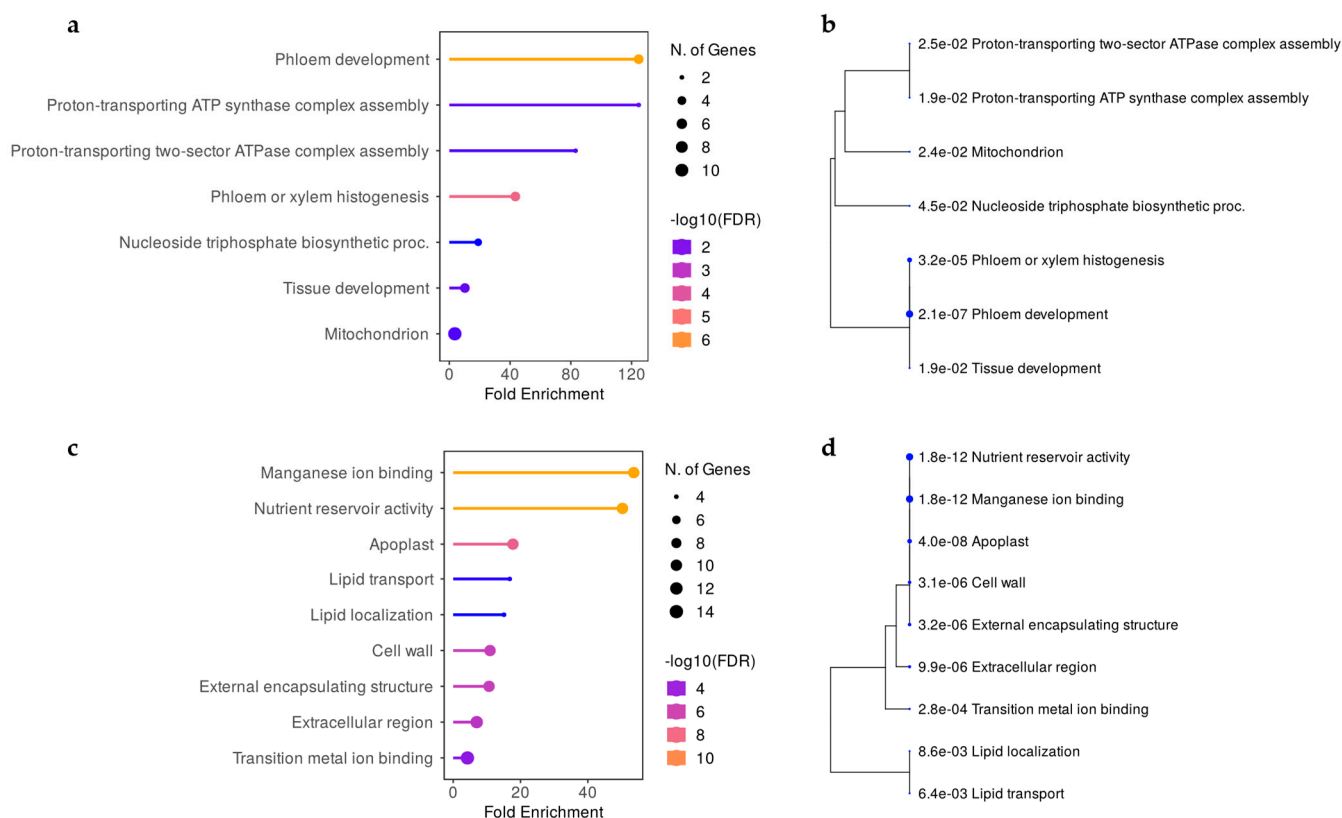 a
Phloem development
Proton-transporting ATP synthase complex assembly
Proton-transporting two-sector ATPase complex assembly
Phloem or xylem histogenesis
Nucleoside triphosphate biosynthetic proc.
Tissue development
Mitochondrion
0 40 80 120
Fold Enrichment
N. of Genes
2
4
6
8
10
-log10(FDR)
2
3
4
5
6
b
2.5e-02 Proton-transporting two-sector ATPase complex assembly
1.9e-02 Proton-transporting ATP synthase complex assembly
2.4e-02 Mitochondrion
4.5e-02 Nucleoside triphosphate biosynthetic proc.
3.2e-05 Phloem or xylem histogenesis
2.1e-07 Phloem development
1.9e-02 Tissue development
c
Manganese ion binding
Nutrient reservoir activity
Apoplast
Lipid transport
Lipid localization
Cell wall
External encapsulating structure
Extracellular region
Transition metal ion binding
0 20 40
Fold Enrichment
N. of Genes
4
6
8
10
12
14
-log10(FDR)
4
6
8
10
d
1.8e-12 Nutrient reservoir activity
1.8e-12 Manganese ion binding
4.0e-08 Apoplast
3.1e-06 Cell wall
3.2e-06 External encapsulating structure
9.9e-06 Extracellular region
2.8e-04 Transition metal ion binding
8.6e-03 Lipid localization
6.4e-03 Lipid transport